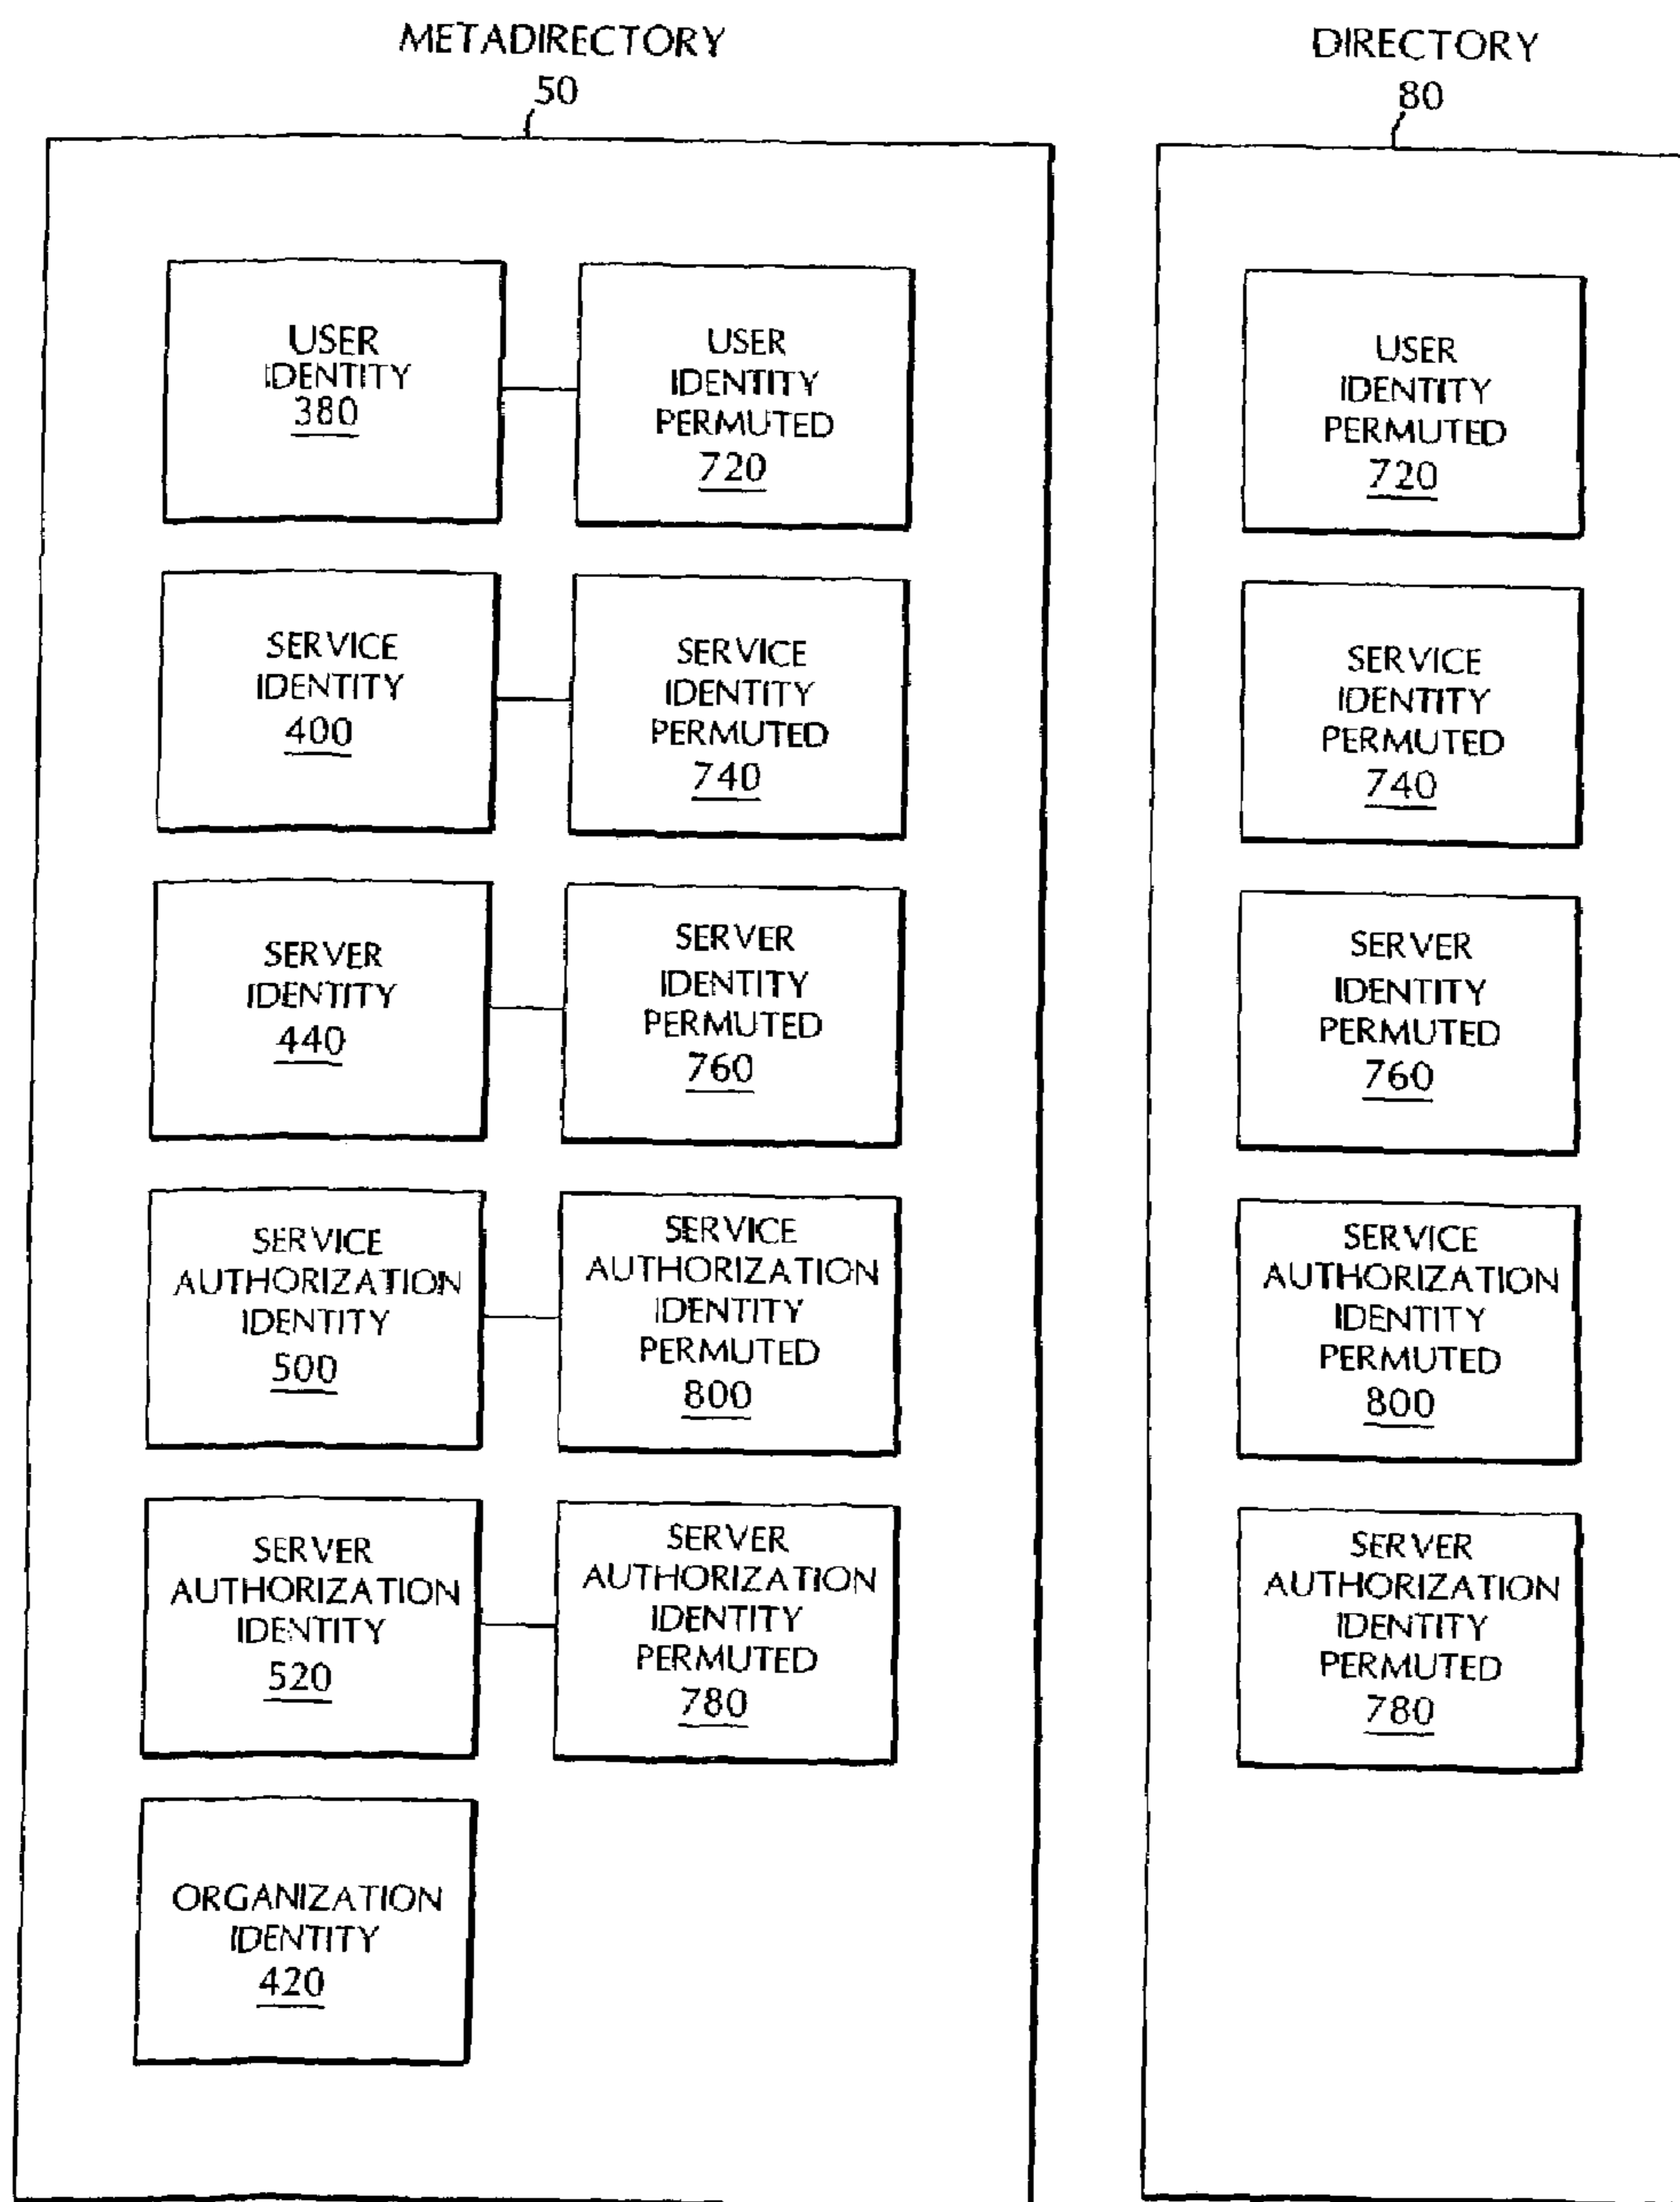 METADIRECTORY
50
DIRECTORY
80
USER
IDENTITY
380
USER
IDENTITY
PERMUTED
720
USER
IDENTITY
PERMUTED
720
SERVICE
IDENTITY
400
SERVICE
IDENTITY
PERMUTED
740
SERVICE
IDENTITY
PERMUTED
740
SERVER
IDENTITY
440
SERVER
IDENTITY
PERMUTED
760
SERVER
IDENTITY
PERMUTED
760
SERVICE
AUTHORIZATION
IDENTITY
500
SERVICE
AUTHORIZATION
IDENTITY
PERMUTED
800
SERVICE
AUTHORIZATION
IDENTITY
PERMUTED
800
SERVER
AUTHORIZATION
IDENTITY
520
SERVER
AUTHORIZATION
IDENTITY
PERMUTED
780
SERVER
AUTHORIZATION
IDENTITY
PERMUTED
780
ORGANIZATION
IDENTITY
420